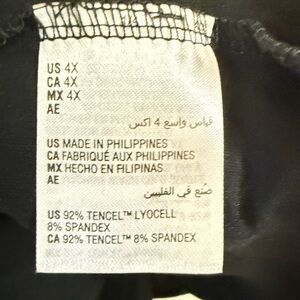 US 4X
CA 4X
MX 4X
AE
قياس واسع 4 اكس
US MADE IN PHILIPPINES
CA FABRIQUÉ AUX PHILIPPINES
MX HECHO EN FILIPINAS
AE
صنع في الفلبين
US 92% TENCEL™ LYOCELL
8% SPANDEX
CA 92% TENCEL™ 8% SPANDEX